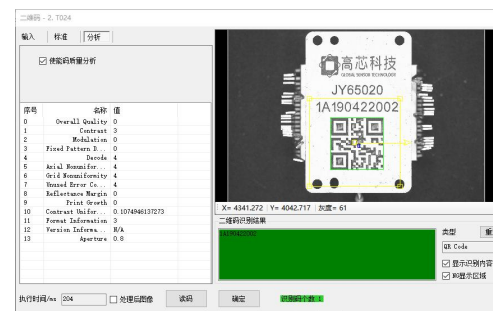 二维码 - 2. T024
输入 标准 分析
使能码质量分析
序号 名称 值
0 Overall Quality 0
1 Contrast 3
2 Modulation 0
3 Fixed Pattern D... 0
4 Decode 4
5 Axial Nonunifor... 4
6 Grid Nonuniformity 4
7 Unused Error Co... 4
8 Reflectance Margin 0
9 Print Growth 0
10 Contrast Unifor... 0.1074946137273
11 Format Information 3
12 Version Informa... N/A
13 Aperture 0.8
高芯科技
GLOBAL SENSOR TECHNOLOGY
JY65020
1A190422002
X= 4341.272 Y= 4042.717 灰度= 61
二维码识别结果
1A190422002
类型
QR Code
显示识别内容
NG显示区域
执行时间/ms 204 处理后图像 读码 确定 识别码个数 1